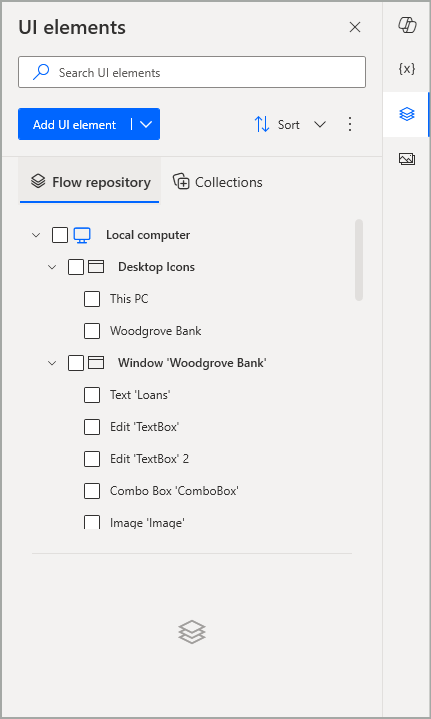 UI elements
{x}
Search UI elements
Add UI element
Sort
Flow repository
Collections
Local computer
Desktop Icons
This PC
Woodgrove Bank
Window 'Woodgrove Bank'
Text 'Loans'
Edit 'TextBox'
Edit 'TextBox' 2
Combo Box 'ComboBox'
Image 'Image'